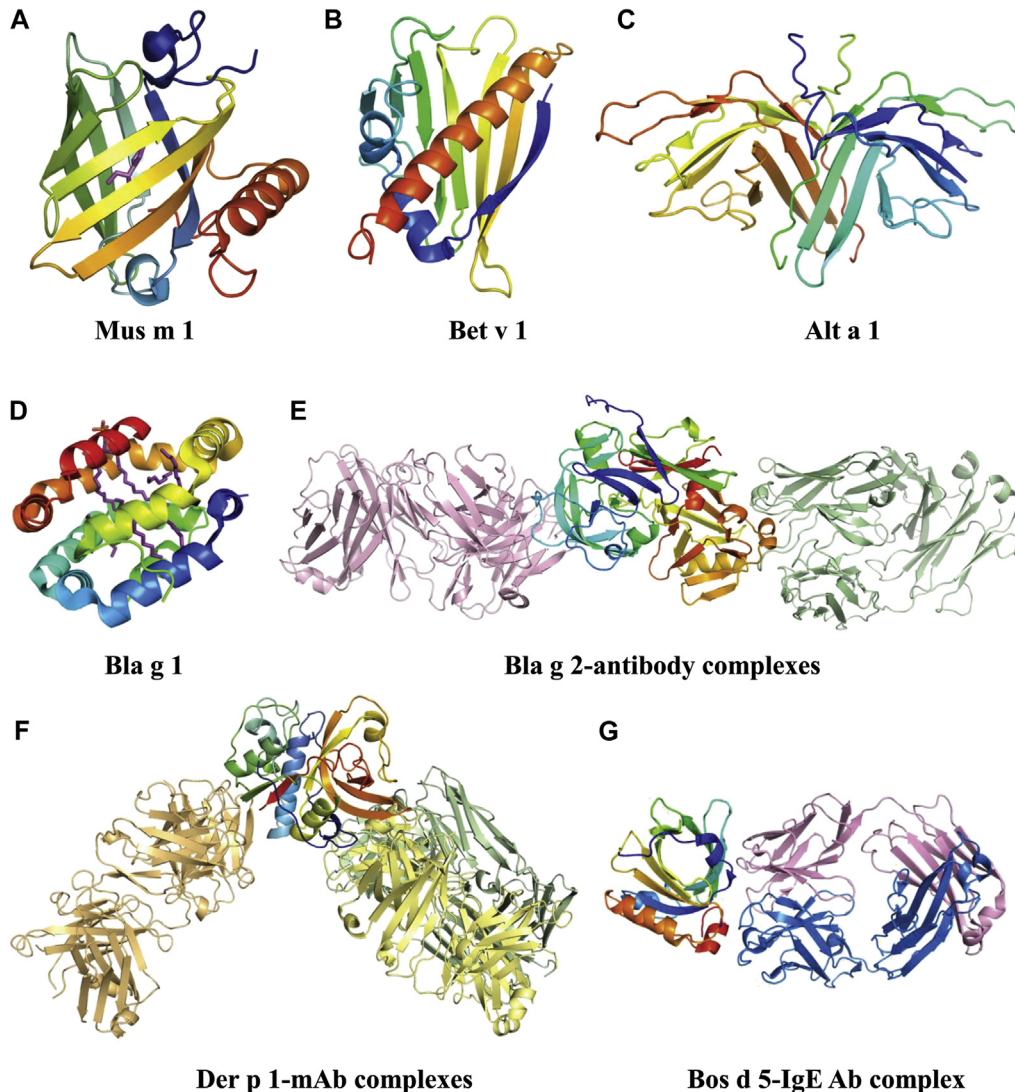 A
B
C
Mus m 1
Bet v 1
Alt a 1
D
E
Bla g 1
Bla g 2-antibody complexes
F
G
Der p 1-mAb complexes
Bos d 5-IgE Ab complex